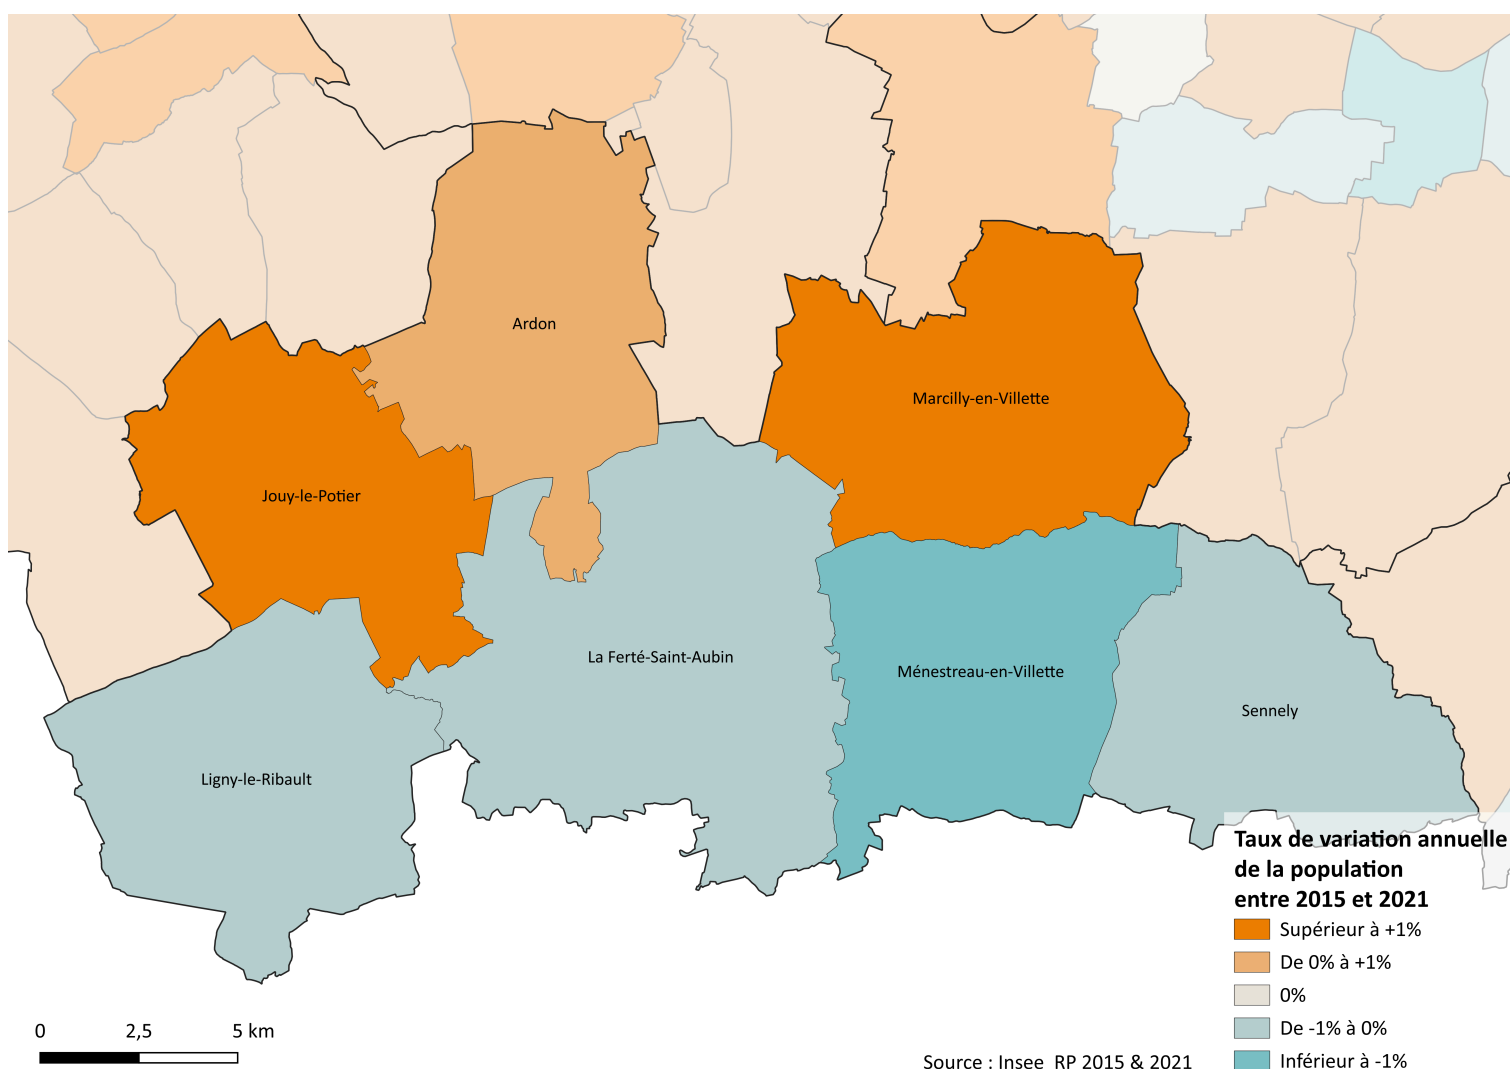 Ardon
Marcilly-en-Villette
Jouy-le-Potier
La Ferté-Saint-Aubin
Ménestreau-en-Villette
Sennely
Ligny-le-Ribault
Taux de variation annuelle
de la population
entre 2015 et 2021
Supérieur à +1%
De 0% à +1%
0%
De -1% à 0%
Inférieur à -1%
0 2,5 5 km
Source : Insee RP 2015 & 2021